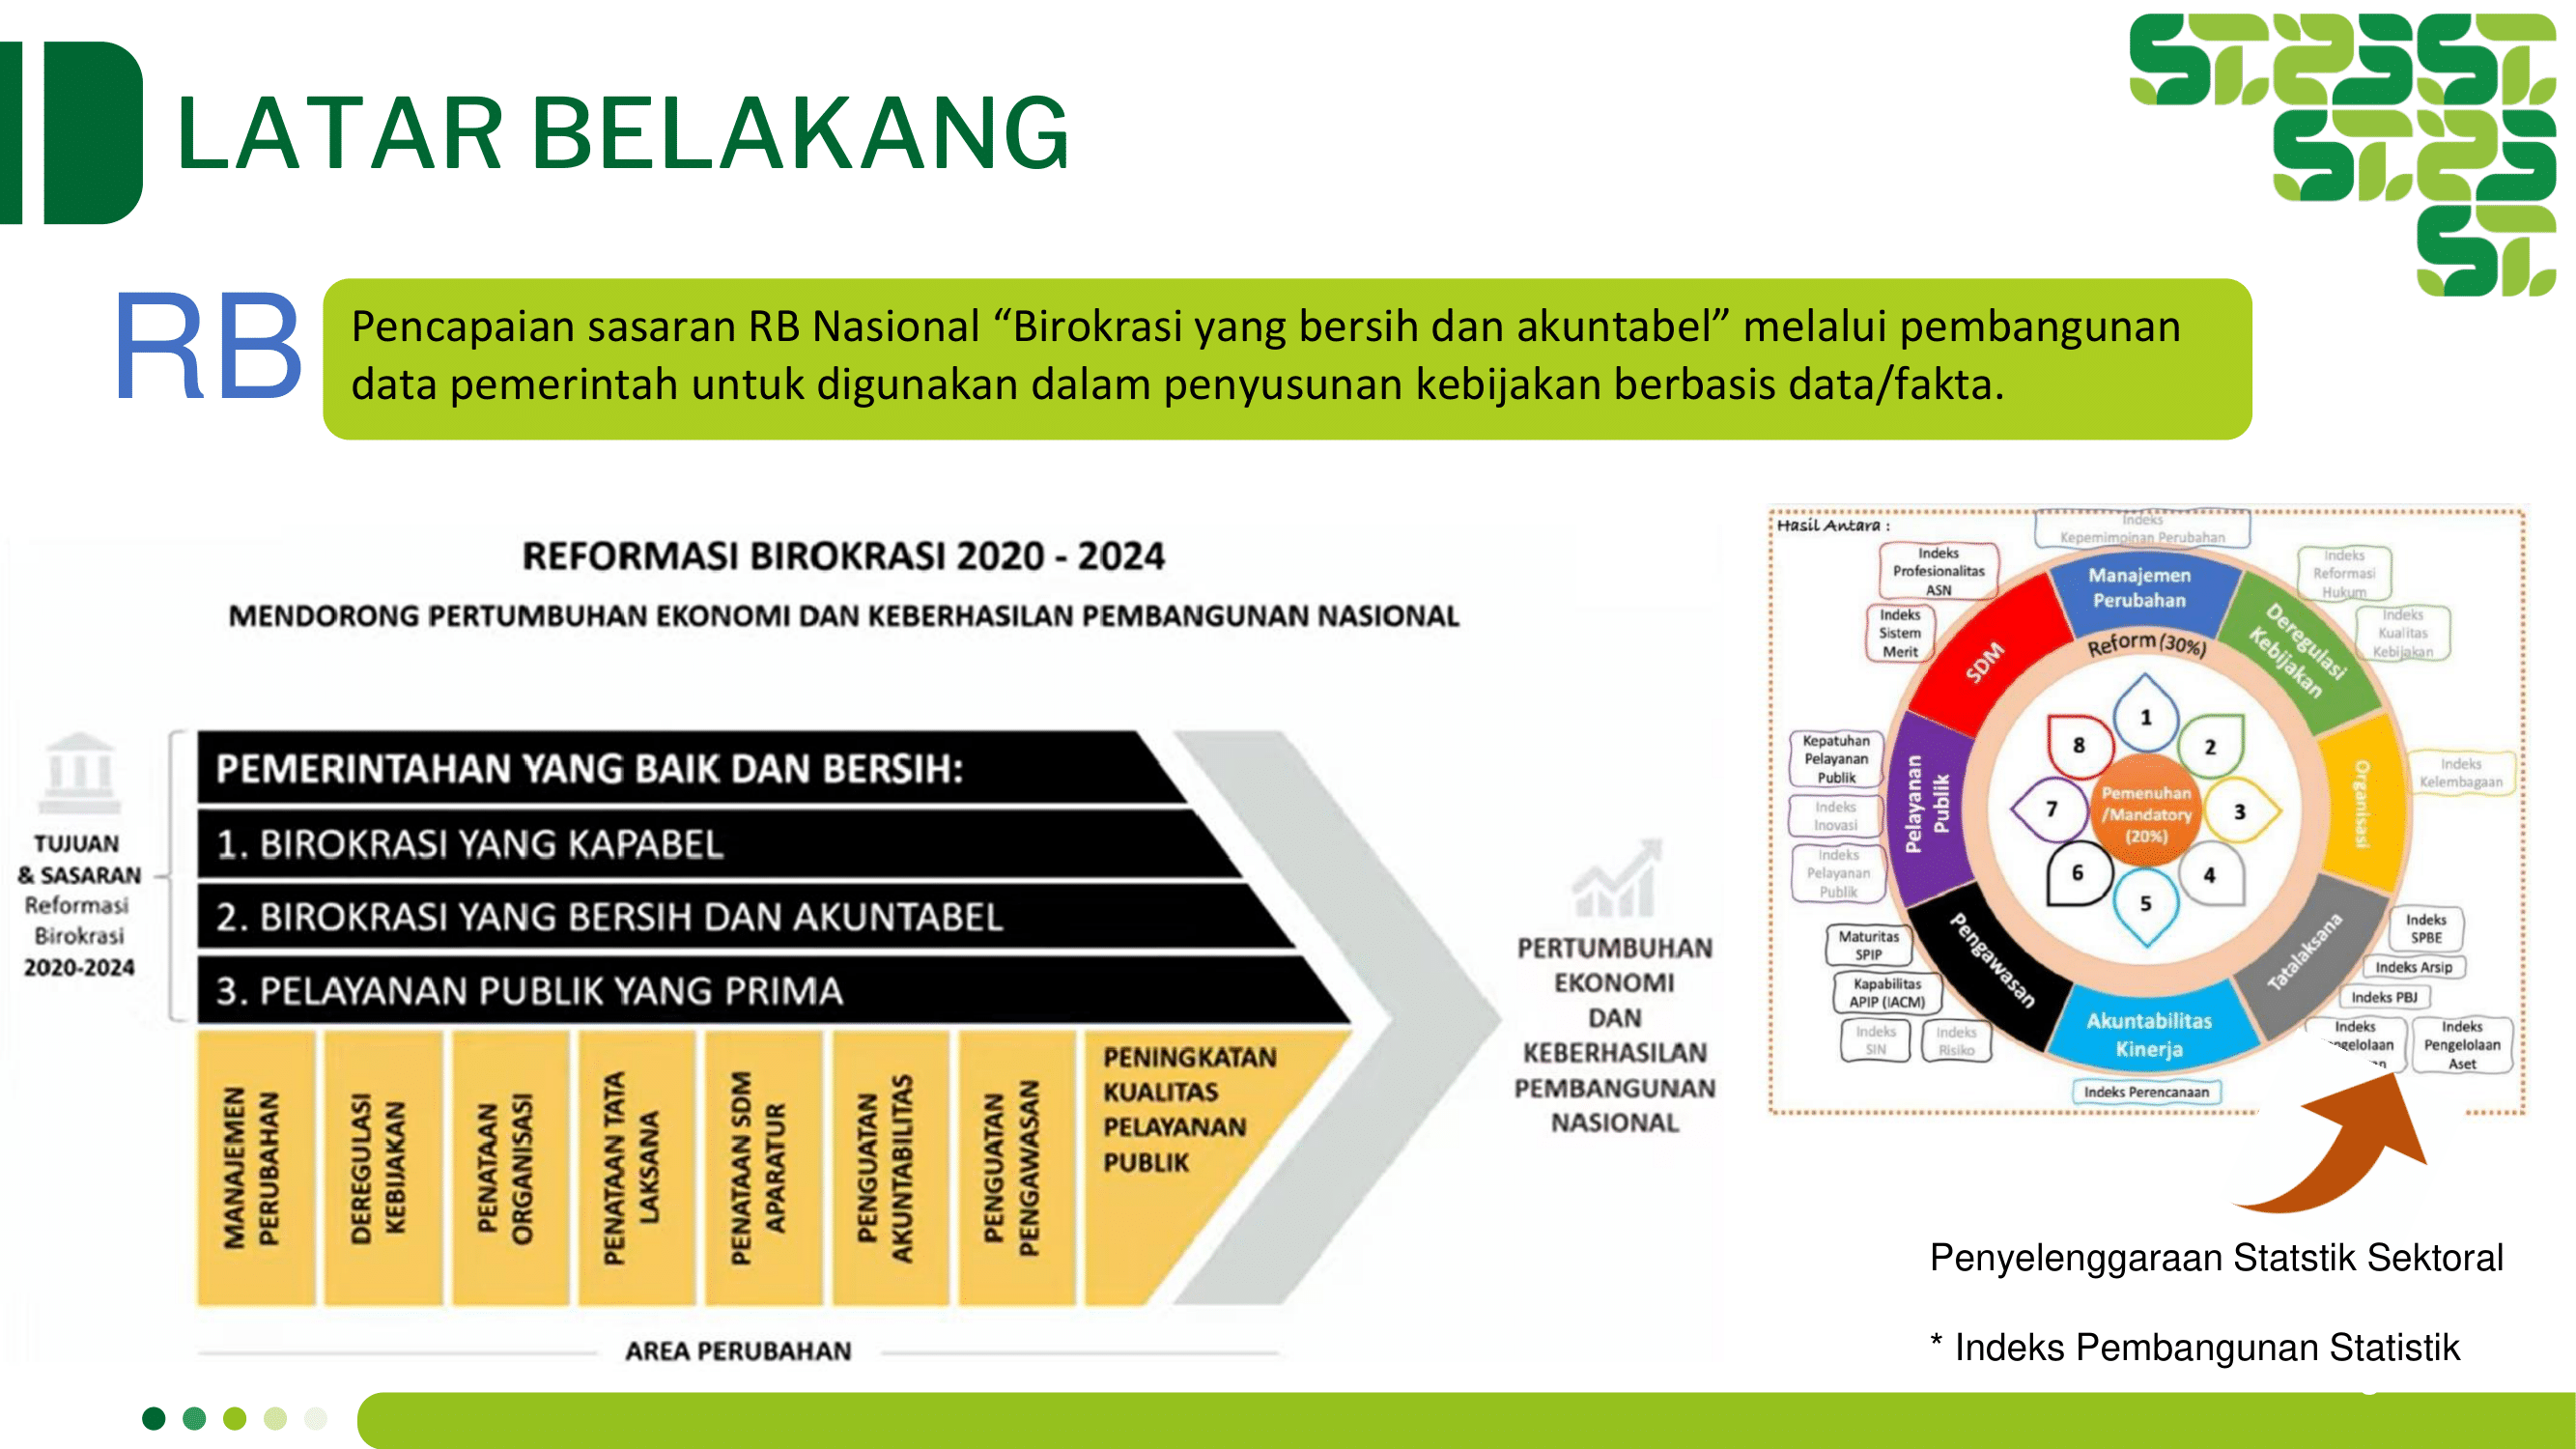 LATAR BELAKANG
RB
Pencapaian sasaran RB Nasional “Birokrasi yang bersih dan akuntabel” melalui pembangunan
data pemerintah untuk digunakan dalam penyusunan kebijakan berbasis data/fakta.
REFORMASI BIROKRASI 2020 - 2024
MENDORONG PERTUMBUHAN EKONOMI DAN KEBERHASILAN PEMBANGUNAN NASIONAL
TUJUAN
& SASARAN
Reformasi
Birokrasi
2020-2024
PEMERINTAHAN YANG BAIK DAN BERSIH:
1. BIROKRASI YANG KAPABEL
2. BIROKRASI YANG BERSIH DAN AKUNTABEL
3. PELAYANAN PUBLIK YANG PRIMA
MANAJEMEN
PERUBAHAN
DEREGULASI
KEBIJAKAN
PENATAAN
ORGANISASI
PENATAAN TATA
LAKSANA
PENATAAN SDM
APARATUR
PENGUATAN
AKUNTABILITAS
PENGUATAN
PENGAWASAN
PENINGKATAN
KUALITAS
PELAYANAN
PUBLIK
AREA PERUBAHAN
PERTUMBUHAN
EKONOMI
DAN
KEBERHASILAN
PEMBANGUNAN
NASIONAL
Hasil Antara :
Indeks
Kepemimpinan Perubahan
Indeks
Profesionalitas
ASN
Indeks
Sistem
Merit
Indeks
Reformasi
Hukum
Indeks
Kualitas
Kebijakan
Manajemen
Perubahan
Deregulasi
Kebijakan
SDM
Reform (30%)
Organisasi
Indeks
Kelembagaan
Pelayanan
Publik
Kepatuhan
Pelayanan
Publik
Indeks
Inovasi
Indeks
Pelayanan
Publik
1
2
3
4
5
6
7
8
Pemenuhan
/Mandatory
(20%)
Pengawasan
Maturitas
SPIP
Kapabilitas
APIP (IACM)
Indeks
SIN
Indeks
Risiko
Akuntabilitas
Kinerja
Indeks Perencanaan
Tatalaksana
Indeks
SPBE
Indeks Arsip
Indeks PBJ
Indeks
Indeks
Pengelolaan
Aset
Penyelenggaraan Statstik Sektoral
* Indeks Pembangunan Statistik